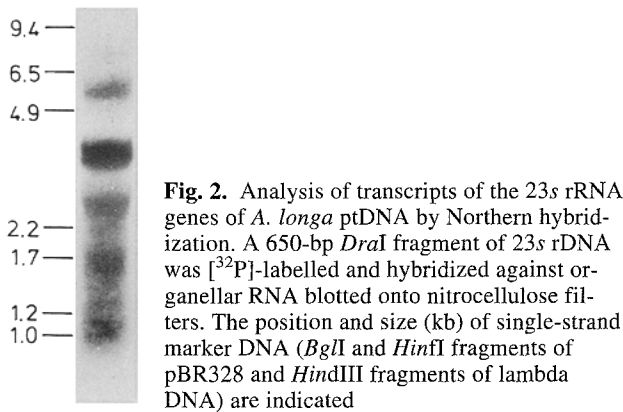 9.4
6.5
4.9
2.2
1.7
1.2
1.0
Fig. 2. Analysis of transcripts of the 23s rRNA
genes of A. longa ptDNA by Northern hybrid-
ization. A 650-bp DraI fragment of 23s rDNA
was [³²P]-labelled and hybridized against or-
ganellar RNA blotted onto nitrocellulose fil-
ters. The position and size (kb) of single-strand
marker DNA (BglI and HinfI fragments of
pBR328 and HindIII fragments of lambda
DNA) are indicated